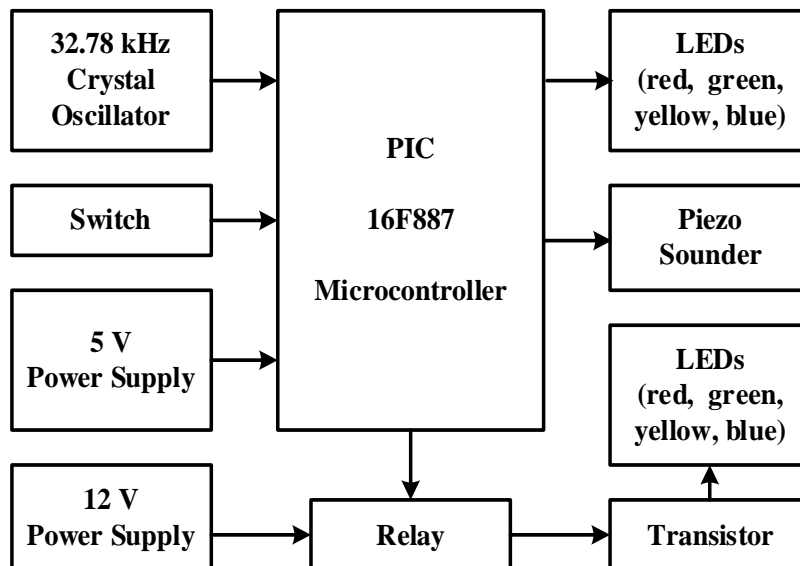 32.78 kHz
Crystal
Oscillator
Switch
5 V
Power Supply
12 V
Power Supply
PIC
16F887
Microcontroller
Relay
LEDs
(red, green,
yellow, blue)
Piezo
Sounder
LEDs
(red, green,
yellow, blue)
Transistor